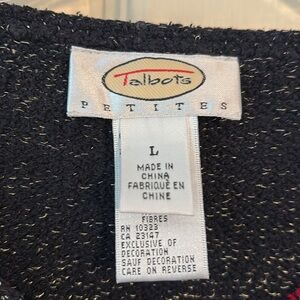 Talbots
PETITES
L
MADE IN
CHINA
FABRIQUÉ EN
CHINE
FIBRES
RN 10323
CA 23147
EXCLUSIVE OF
DECORATION
SAUF DECORATION
CARE ON REVERSE